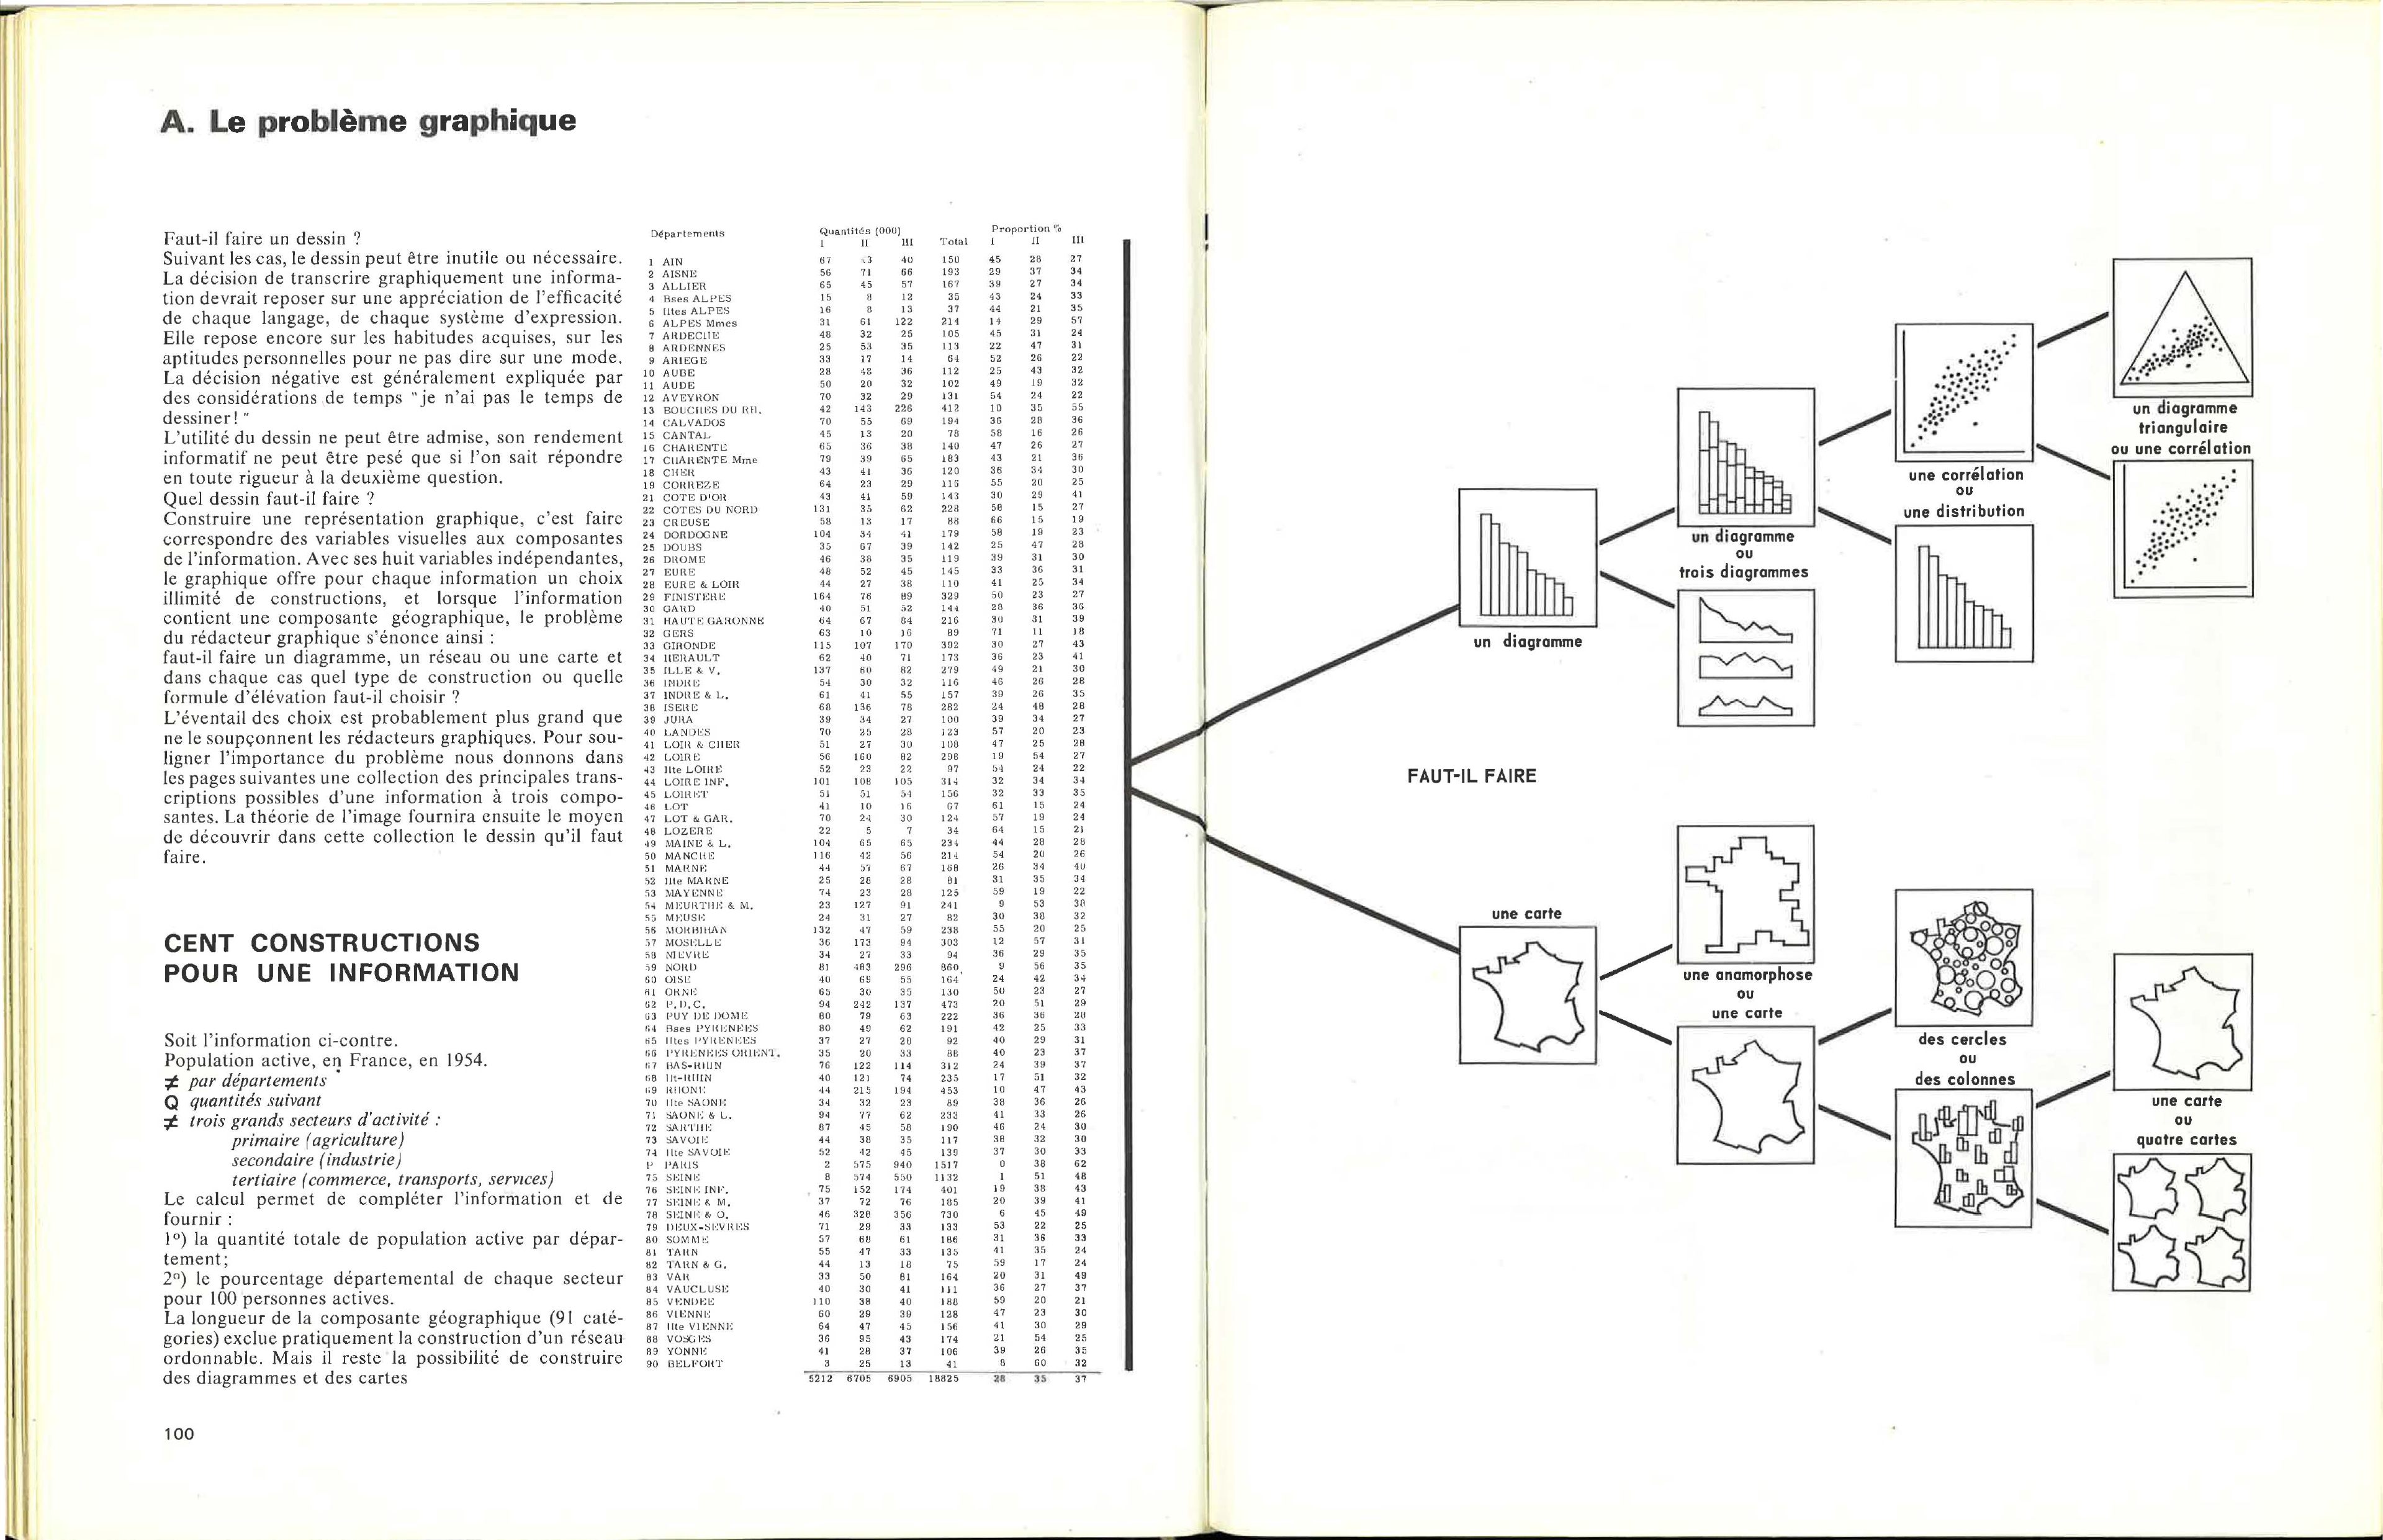 A. Le problème graphique
Faut-il faire un dessin ?
Suivant les cas, le dessin peut être inutile ou nécessaire.
La décision de transcrire graphiquement une informa-
tion devrait reposer sur une appréciation de l'efficacité
de chaque langage, de chaque système d'expression.
Elle repose encore sur les habitudes acquises, sur les
aptitudes personnelles pour ne pas dire sur une mode.
La décision négative est généralement expliquée par
des considérations de temps "je n'ai pas le temps de
dessiner! "
L'utilité du dessin ne peut être admise, son rendement
informatif ne peut être pesé que si l'on sait répondre
en toute rigueur à la deuxième question.
Quel dessin faut-il faire ?
Construire une représentation graphique, c'est faire
correspondre des variables visuelles aux composantes
de l'information. Avec ses huit variables indépendantes,
le graphique offre pour chaque information un choix
illimité de constructions, et lorsque l'information
contient une composante géographique, le problème
du rédacteur graphique s'énonce ainsi :
faut-il faire un diagramme, un réseau ou une carte et
dans chaque cas quel type de construction ou quelle
formule d'élévation faut-il choisir ?
L'éventail des choix est probablement plus grand que
ne le soupçonnent les rédacteurs graphiques. Pour sou-
ligner l'importance du problème nous donnons dans
les pages suivantes une collection des principales trans-
criptions possibles d'une information à trois compo-
santes. La théorie de l'image fournira ensuite le moyen
de découvrir dans cette collection le dessin qu'il faut
faire.
CENT CONSTRUCTIONS
POUR UNE INFORMATION
Soit l'information ci-contre.
Population active, en France, en 1954.
≠ par départements
Q quantités suivant
≠ trois grands secteurs d'activité :
primaire (agriculture)
secondaire (industrie)
tertiaire (commerce, transports, services)
Le calcul permet de compléter l'information et de
fournir :
1°) la quantité totale de population active par dépar-
tement;
2°) le pourcentage départemental de chaque secteur
pour 100 personnes actives.
La longueur de la composante géographique (91 caté-
gories) exclue pratiquement la construction d'un réseau
ordonnable. Mais il reste la possibilité de construire
des diagrammes et des cartes
100
Départements Quantités (000) Proportion %
I II III Total I II III
1 AIN 67 40 150 45 28 27
2 AISNE 56 71 66 193 29 37 34
3 ALLIER 65 45 57 167 39 27 34
4 Bses ALPES 15 8 12 35 43 24 33
5 Htes ALPES 16 8 13 37 44 21 35
6 ALPES Mmes 31 61 122 214 14 29 57
7 ARDECHE 48 32 25 105 45 31 24
8 ARDENNES 25 53 35 113 22 47 31
9 ARIEGE 33 17 14 64 52 26 22
10 AUBE 28 48 36 112 25 43 32
11 AUDE 50 20 32 102 49 19 32
12 AVEYRON 70 32 29 131 54 24 22
13 BOUCHES DU RH. 42 143 226 412 10 35 55
14 CALVADOS 70 55 69 194 36 28 36
15 CANTAL 45 13 20 78 58 16 26
16 CHARENTE 65 36 38 140 47 26 27
17 CHARENTE Mme 79 39 65 183 43 21 36
18 CHER 43 41 36 120 36 34 30
19 CORREZE 64 23 29 116 55 20 25
21 COTE D'OR 43 41 59 143 30 29 41
22 COTES DU NORD 131 35 62 228 58 15 27
23 CREUSE 58 13 17 88 66 15 19
24 DORDOGNE 104 34 41 179 58 19 23
25 DOUBS 35 67 39 142 25 47 28
26 DROME 46 38 35 119 39 31 30
27 EURE 48 52 45 145 33 36 31
28 EURE & LOIR 44 27 38 110 41 25 34
29 FINISTERE 164 76 89 329 50 23 27
30 GARD 40 51 52 144 28 36 36
31 HAUTE GARONNE 64 67 84 216 30 31 39
32 GERS 63 10 16 89 71 11 18
33 GIRONDE 115 107 170 392 30 27 43
34 HERAULT 62 40 71 173 36 23 41
35 ILLE & V. 137 60 82 279 49 21 30
36 INDRE 54 30 32 116 46 26 28
37 INDRE & L. 61 41 55 157 39 26 35
38 ISERE 68 136 78 282 24 48 28
39 JURA 39 34 27 100 39 34 27
40 LANDES 70 25 28 123 57 20 23
41 LOIR & CHER 51 27 30 108 47 25 28
42 LOIRE 56 160 82 298 19 54 27
43 Hte LOIRE 52 23 22 97 54 24 22
44 LOIRE INF. 101 108 105 314 32 34 34
45 LOIRET 51 51 54 156 32 33 35
46 LOT 41 10 16 67 61 15 24
47 LOT & GAR. 70 24 30 124 57 19 24
48 LOZERE 22 5 7 34 64 15 21
49 MAINE & L. 104 65 65 234 44 28 28
50 MANCHE 116 42 56 214 54 20 26
51 MARNE 44 57 67 168 26 34 40
52 Hte MARNE 25 28 28 81 31 35 34
53 MAYENNE 74 23 28 125 59 19 22
54 MEURTHE & M. 23 127 91 241 9 53 38
55 MEUSE 24 31 27 82 30 38 32
56 MORBIHAN 132 47 59 238 55 20 25
57 MOSELLE 36 173 94 303 12 57 31
58 NIEVRE 34 27 33 94 36 29 35
59 NORD 81 483 296 860 9 56 35
60 OISE 40 69 55 164 24 42 34
61 ORNE 65 30 35 130 50 23 27
62 P.D.C. 94 242 137 473 20 51 29
63 PUY DE DOME 80 79 63 222 36 36 28
64 Bses PYRENEES 80 49 62 191 42 25 33
65 Htes PYRENEES 37 27 28 92 40 29 31
66 PYRENEES ORIENT. 35 20 33 88 40 23 37
67 BAS-RHIN 76 122 114 312 24 39 37
68 Ht-RHIN 40 121 74 235 17 51 32
69 RHONE 44 215 194 453 10 47 43
70 Hte SAONE 34 32 23 89 38 36 26
71 SAONE & L. 94 77 62 233 41 33 26
72 SARTHE 87 45 58 190 46 24 30
73 SAVOIE 44 38 35 117 38 32 30
74 Hte SAVOIE 52 42 45 139 37 30 33
P PARIS 2 575 940 1517 0 38 62
75 SEINE 8 574 550 1132 1 51 48
76 SEINE INF. 75 152 174 401 19 38 43
77 SEINE & M. 37 72 76 185 20 39 41
78 SEINE & O. 46 328 356 730 6 45 49
79 DEUX-SEVRES 71 29 33 133 53 22 25
80 SOMME 57 68 61 186 31 36 33
81 TARN 55 47 33 135 41 35 24
82 TARN & G. 44 13 18 75 59 17 24
83 VAR 33 50 81 164 20 31 49
84 VAUCLUSE 40 30 41 111 36 27 37
85 VENDEE 110 38 40 188 59 20 21
86 VIENNE 60 29 39 128 47 23 30
87 Hte VIENNE 64 47 45 156 41 30 29
88 VOSGES 36 95 43 174 21 54 25
89 YONNE 41 28 37 106 39 26 35
90 BELFORT 3 25 13 41 8 60 32
5212 6705 6905 18825 28 35 37
FAUT-IL FAIRE
un diagramme
un diagramme
ou
trois diagrammes
une corrélation
ou
une distribution
un diagramme
triangulaire
ou une corrélation
une carte
une anamorphose
ou
une carte
des cercles
ou
des colonnes
une carte
ou
quatre cartes